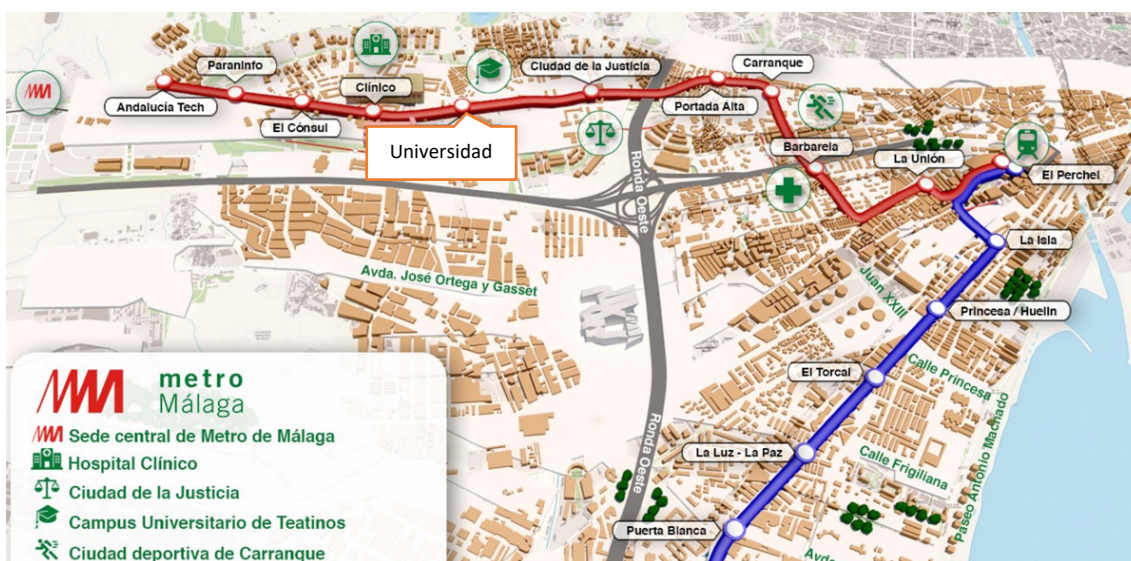 Paraninfo
Ciudad de la Justicia
Carranque
Clínico
Andalucía Tech
Portada Alta
El Cónsul
Universidad
Barbarela
La Unión
El Perchel
Ronda Oeste
La Isla
Avda. José Ortega y Gasset
Juan XXIII
Princesa / Huelin
Calle Princesa
El Torcal
metro
Málaga
Sede central de Metro de Málaga
Hospital Clínico
Ciudad de la Justicia
Campus Universitario de Teatinos
Ciudad deportiva de Carranque
Ronda Oeste
La Luz - La Paz
Calle Frigiliana
Paseo Antonio Machado
Puerta Blanca
Avda